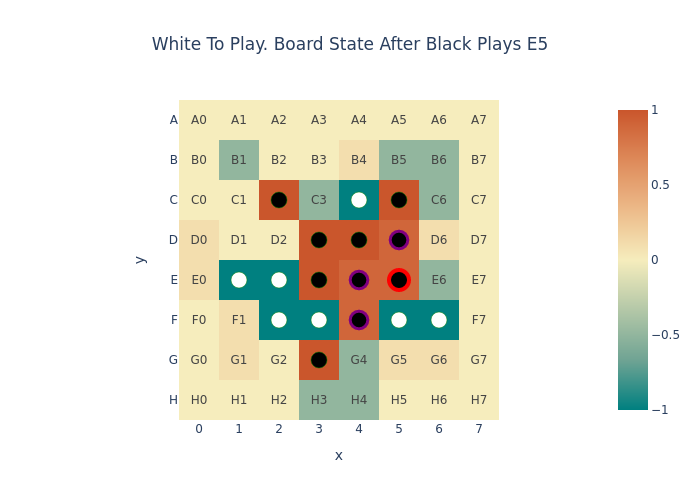 White To Play. Board State After Black Plays E5
A A0 A1 A2 A3 A4 A5 A6 A7
B B0 B1 B2 B3 B4 B5 B6 B7
C C0 C1 C3 C6 C7
D D0 D1 D2 D6 D7
E E0 E6 E7
F F0 F1 F7
G G0 G1 G2 G4 G5 G6 G7
H H0 H1 H2 H3 H4 H5 H6 H7
0 1 2 3 4 5 6 7
x
y
1
0.5
0
−0.5
−1